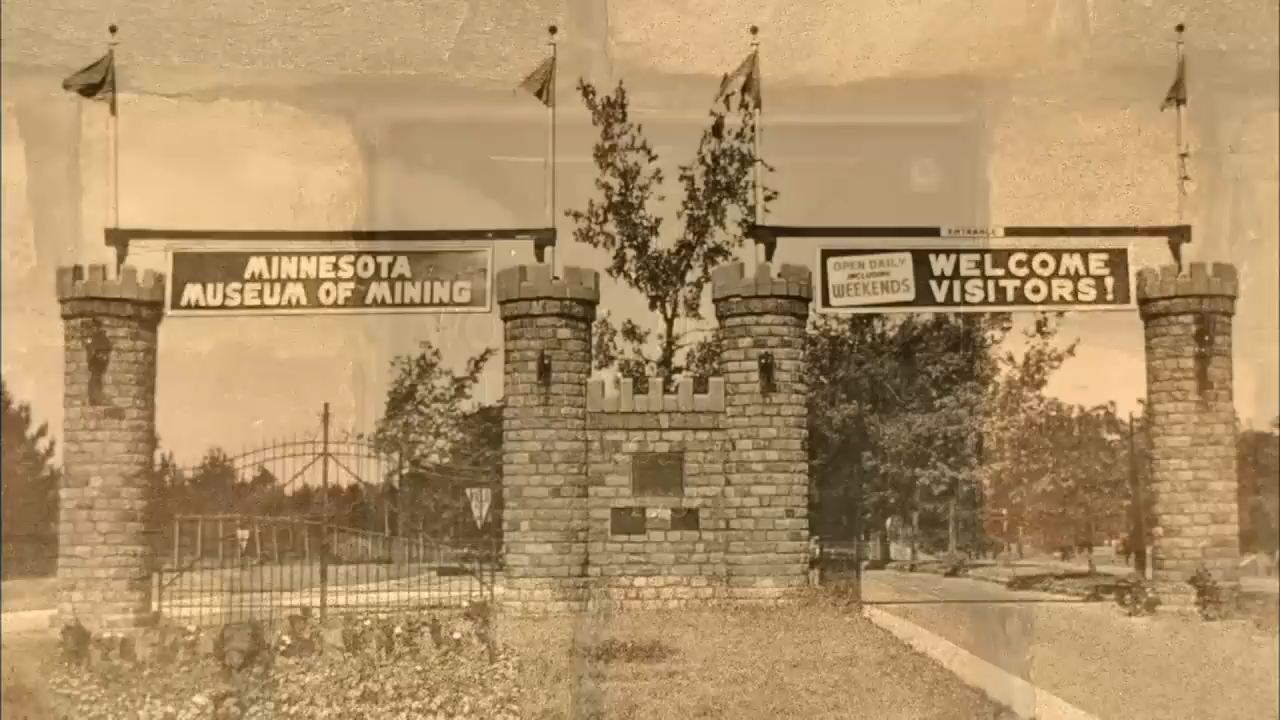 MINNESOTA
MUSEUM OF MINING
ENTRANCE
OPEN DAILY
INCLUDING
WEEKENDS
WELCOME
VISITORS!